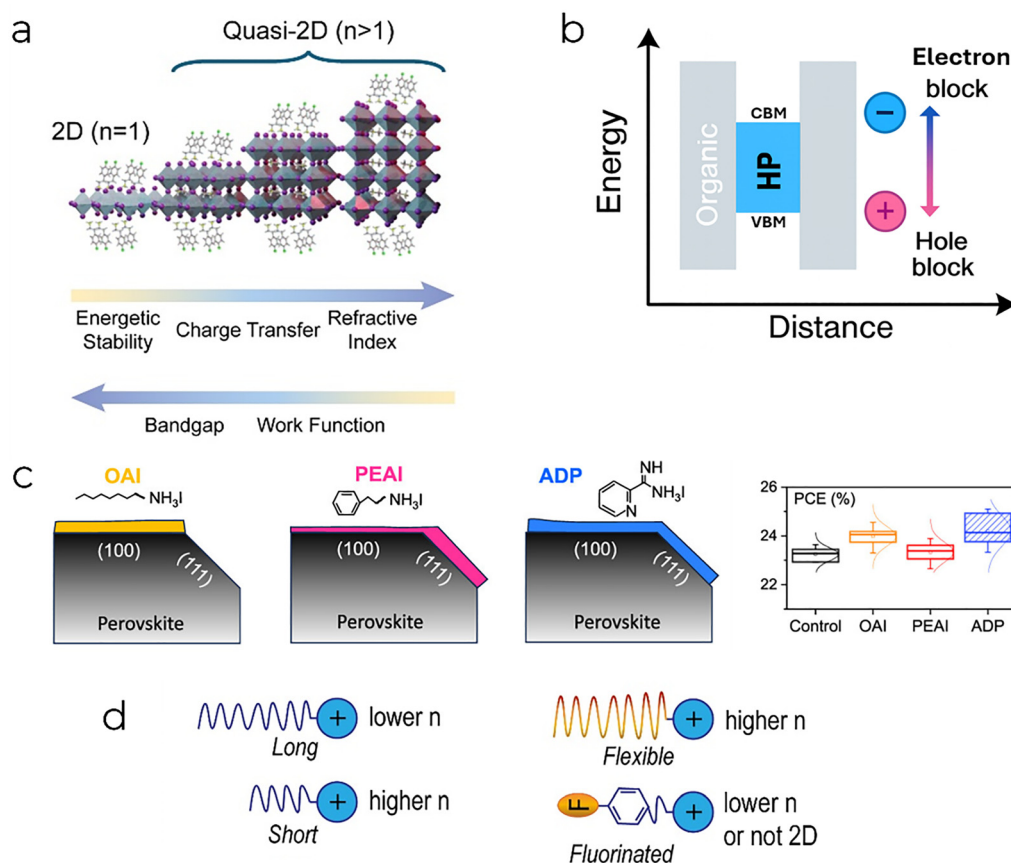 a
Quasi-2D (n>1)
2D (n=1)
Energetic
Stability
Charge Transfer
Refractive
Index
Bandgap
Work Function
b
Energy
Organic
CBM
HP
VBM
Electron
block
−
+
Hole
block
Distance
c
OAI
NH₃I
(100)
(111)
Perovskite
PEAI
NH₃I
(100)
(111)
Perovskite
ADP
NH
NH₃I
N
(100)
(111)
Perovskite
PCE (%)
26
24
22
Control
OAI
PEAI
ADP
d
+
lower n
Long
+
higher n
Short
+
higher n
Flexible
F
+
lower n
or not 2D
Fluorinated